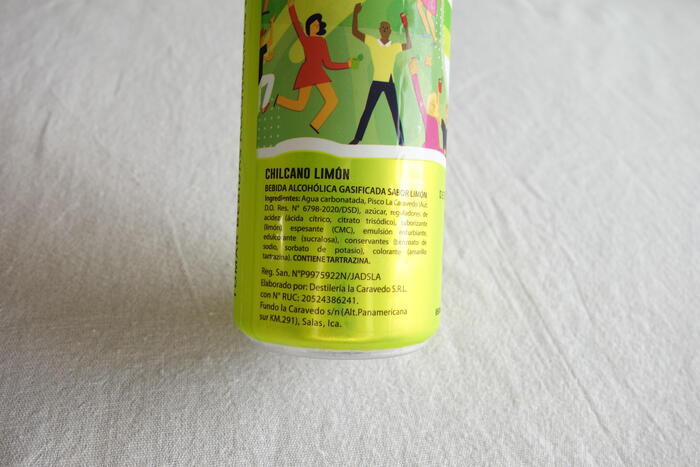 CHILCANO LIMÓN
BEBIDA ALCOHÓLICA GASIFICADA SABOR LIMÓN
Ingredientes: Agua carbonatada, Pisco La Caravedo (Aut.
D.O. Res. N° 6798-2020/DSD), azúcar, reguladores de
acidez (ácido cítrico, citrato trisódico), saborizante
(limón), espesante (CMC), emulsión enturbiante,
edulcorante (sucralosa), conservantes (benzoato de
sodio, sorbato de potasio), colorante (amarillo
tartrazina). CONTIENE TARTRAZINA.
Reg. San. N°P9975922N/JADSLA
Elaborado por: Destilería la Caravedo S.R.L.
con N° RUC: 20524386241.
Fundo la Caravedo s/n (Alt.Panamericana
sur KM.291), Salas, Ica.